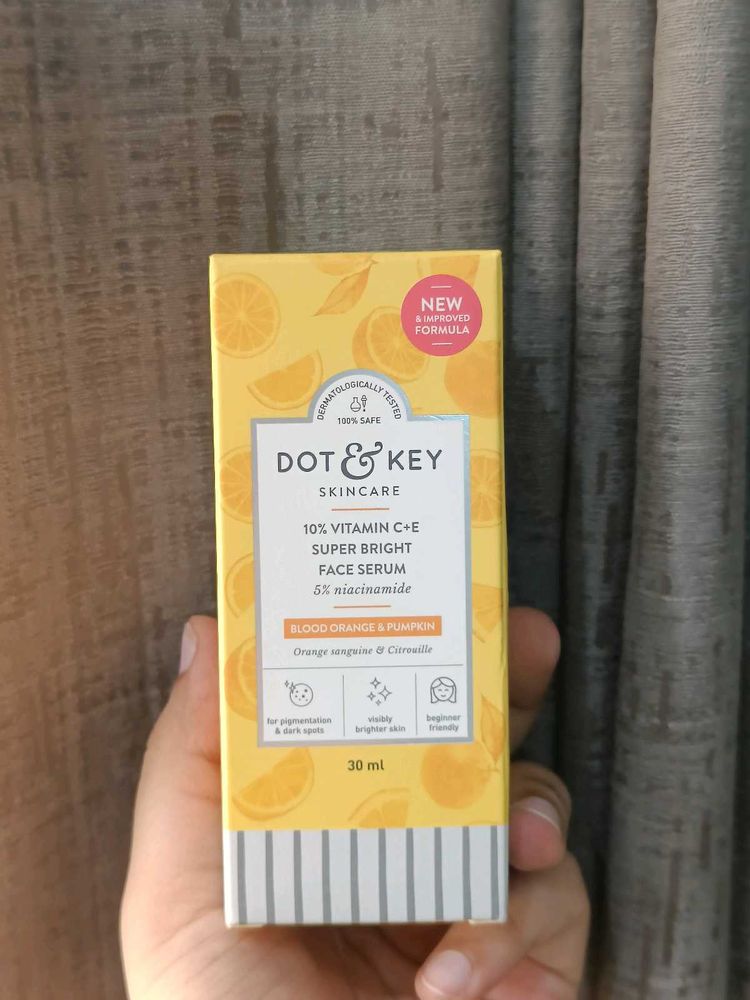 NEW
& IMPROVED
FORMULA
DERMATOLOGICALLY TESTED
100% SAFE
DOT & KEY
SKINCARE
10% VITAMIN C+E
SUPER BRIGHT
FACE SERUM
5% niacinamide
BLOOD ORANGE & PUMPKIN
Orange sanguine & Citrouille
for pigmentation
& dark spots
visibly
brighter skin
beginner
friendly
30 ml